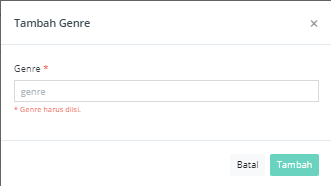 Tambah Genre ×
Genre *
genre
* Genre harus diisi.
Batal Tambah